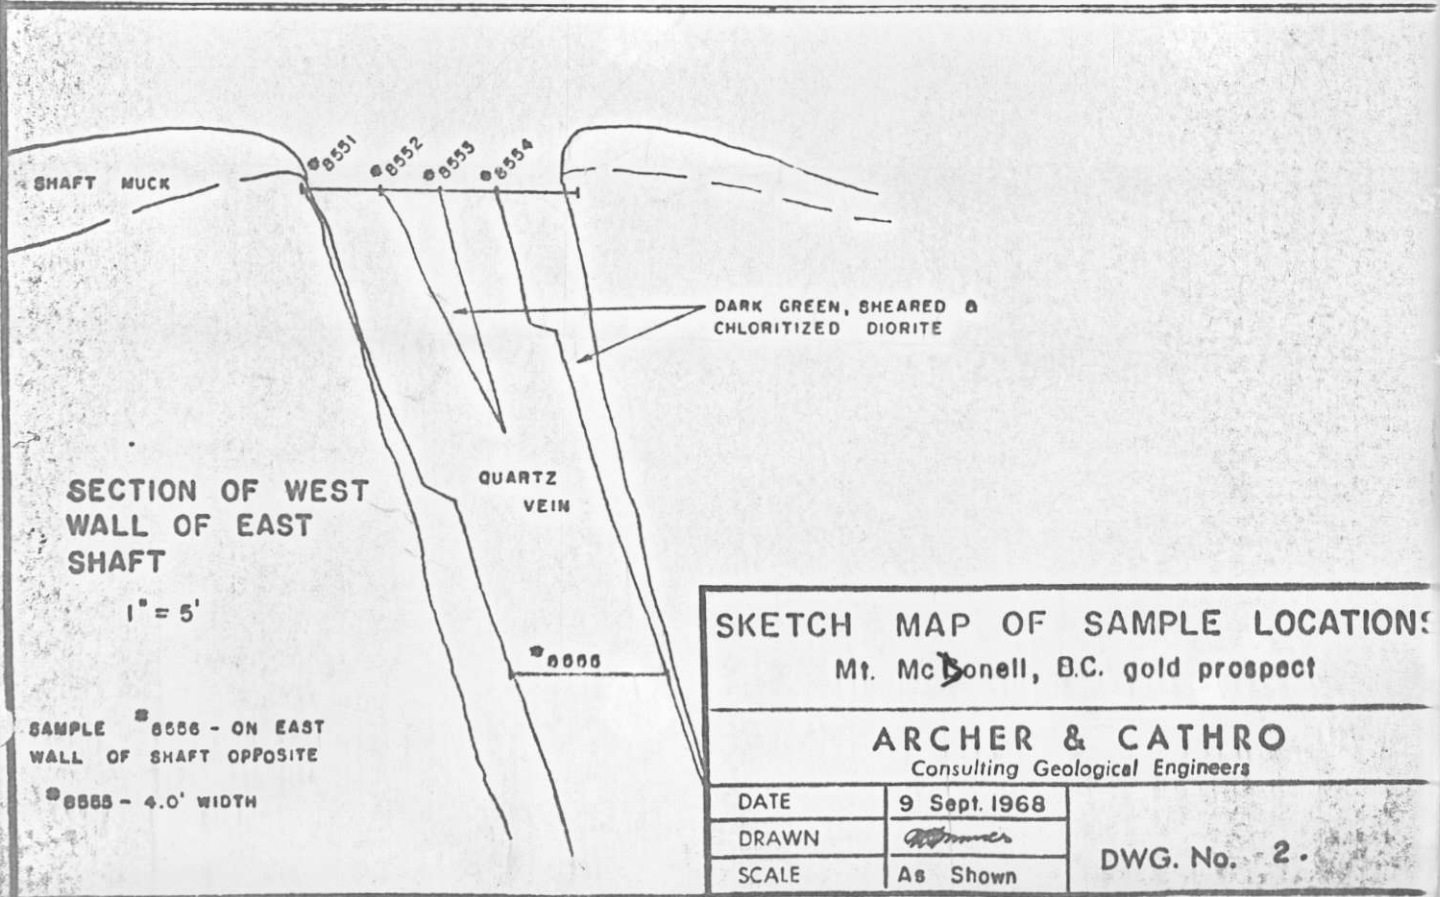 #8551
#8552
#8553
#8554
SHAFT MUCK
DARK GREEN, SHEARED &
CHLORITIZED DIORITE
QUARTZ
VEIN
SECTION OF WEST
WALL OF EAST
SHAFT
1" = 5'
SAMPLE #8556 - ON EAST
WALL OF SHAFT OPPOSITE
#8555 - 4.0' WIDTH
#8555
SKETCH MAP OF SAMPLE LOCATIONS
Mt. McDonell, B.C. gold prospect
ARCHER & CATHRO
Consulting Geological Engineers
DATE 9 Sept. 1968
DRAWN
SCALE As Shown
DWG. No. 2.